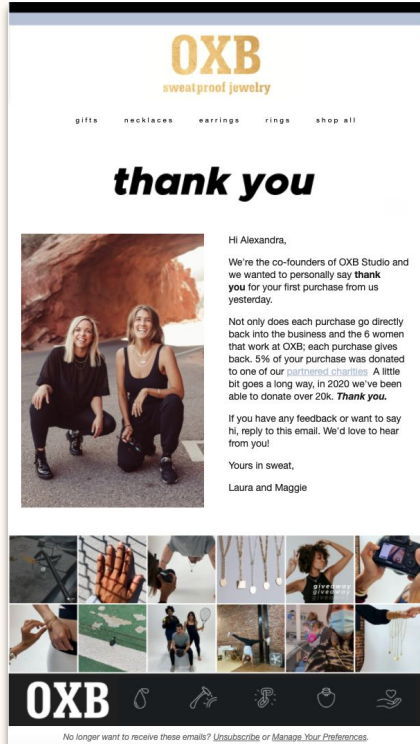 OXB
sweatproof jewelry
gifts necklaces earrings rings shop all
thank you
Hi Alexandra,
We're the co-founders of OXB Studio and
we wanted to personally say thank
you for your first purchase from us
yesterday.
Not only does each purchase go directly
back into the business and the 6 women
that work at OXB; each purchase gives
back. 5% of your purchase was donated
to one of our partnered charities A little
bit goes a long way, in 2020 we've been
able to donate over 20k. Thank you.
If you have any feedback or want to say
hi, reply to this email. We'd love to hear
from you!
Yours in sweat,
Laura and Maggie
giveaway
giveaway
giveaway
OXB
No longer want to receive these emails? Unsubscribe or Manage Your Preferences.